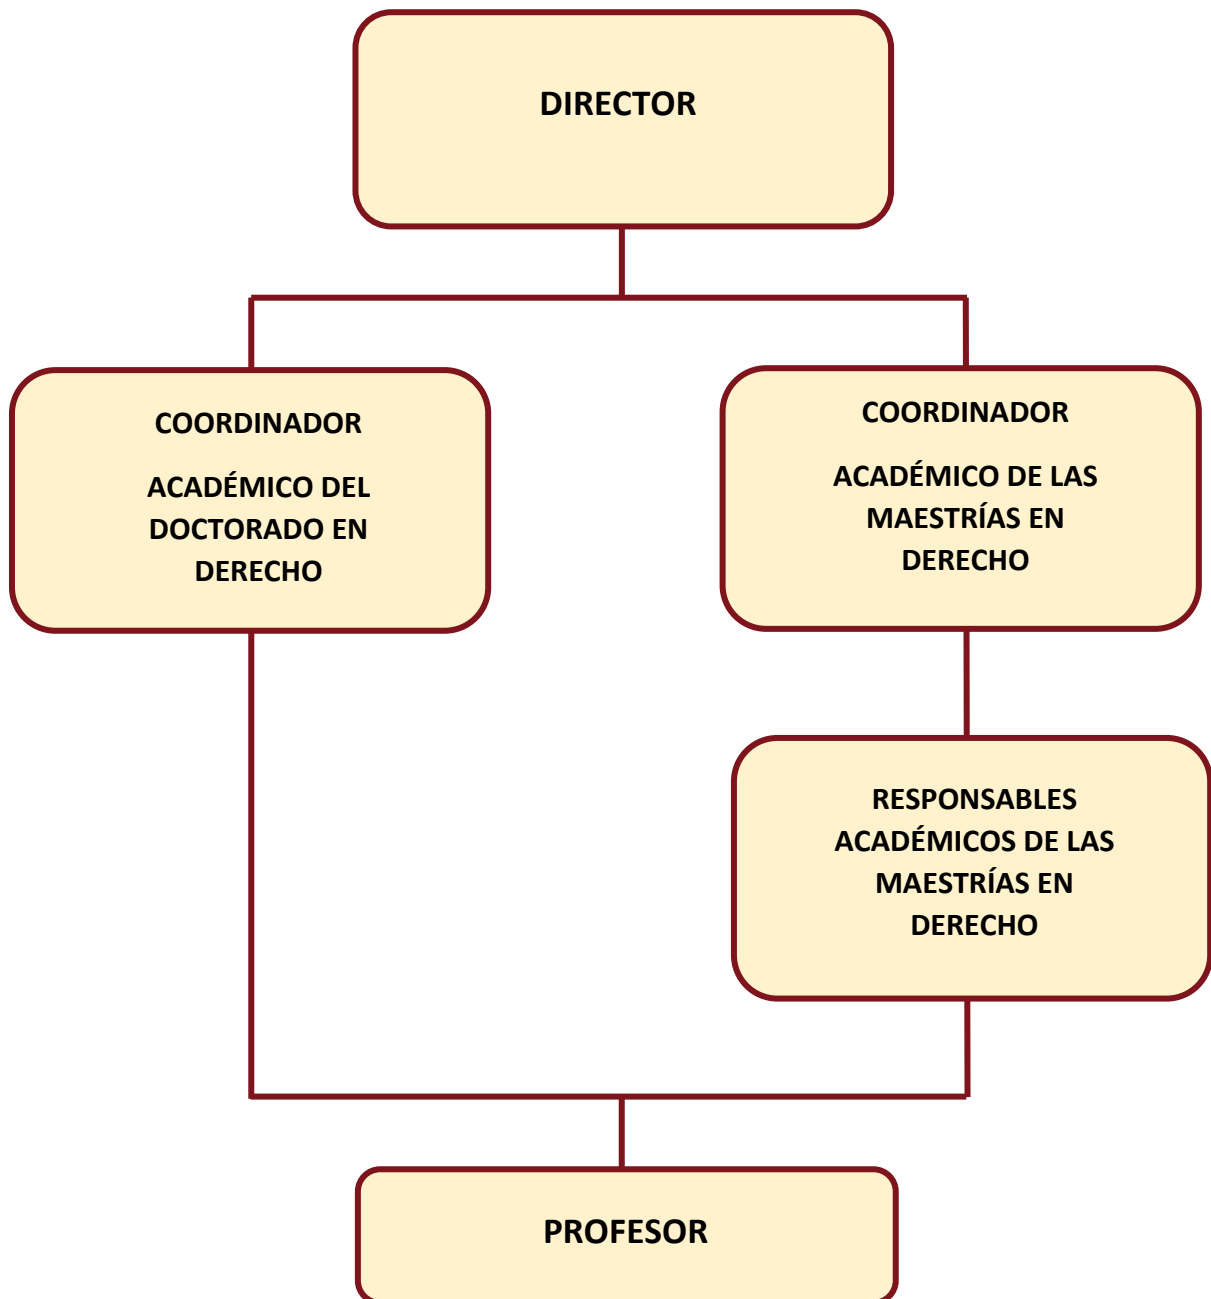 DIRECTOR
COORDINADOR
ACADÉMICO DEL
DOCTORADO EN
DERECHO
COORDINADOR
ACADÉMICO DE LAS
MAESTRÍAS EN
DERECHO
RESPONSABLES
ACADÉMICOS DE LAS
MAESTRÍAS EN
DERECHO
PROFESOR